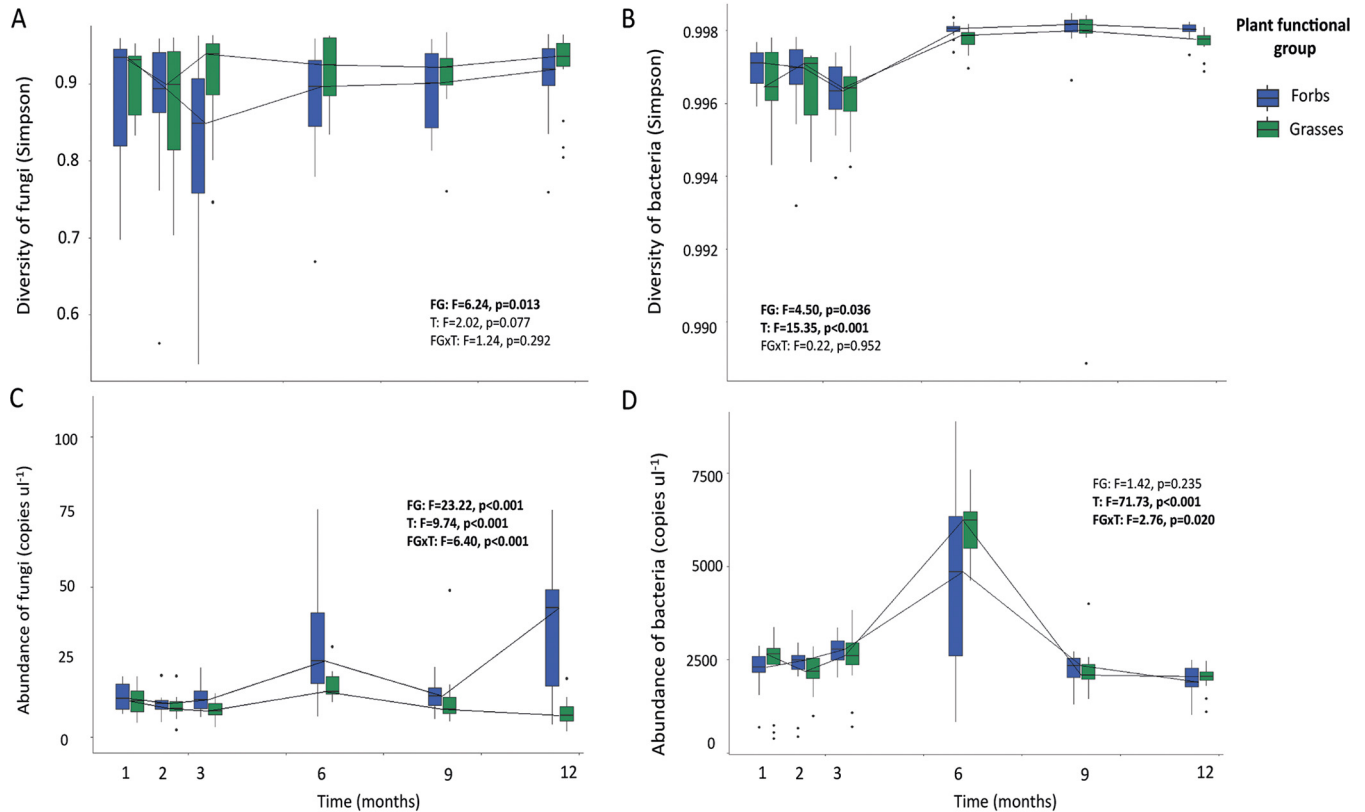 A
Diversity of fungi (Simpson)
0.9
0.8
0.7
0.6
FG: F=6.24, p=0.013
T: F=2.02, p=0.077
FGxT: F=1.24, p=0.292
B
Diversity of bacteria (Simpson)
0.998
0.996
0.994
0.992
0.990
FG: F=4.50, p=0.036
T: F=15.35, p<0.001
FGxT: F=0.22, p=0.952
Plant functional
group
Forbs
Grasses
C
Abundance of fungi (copies ul⁻¹)
100
75
50
25
0
FG: F=23.22, p<0.001
T: F=9.74, p<0.001
FGxT: F=6.40, p<0.001
1 2 3 6 9 12
Time (months)
D
Abundance of bacteria (copies ul⁻¹)
7500
5000
2500
0
FG: F=1.42, p=0.235
T: F=71.73, p<0.001
FGxT: F=2.76, p=0.020
1 2 3 6 9 12
Time (months)